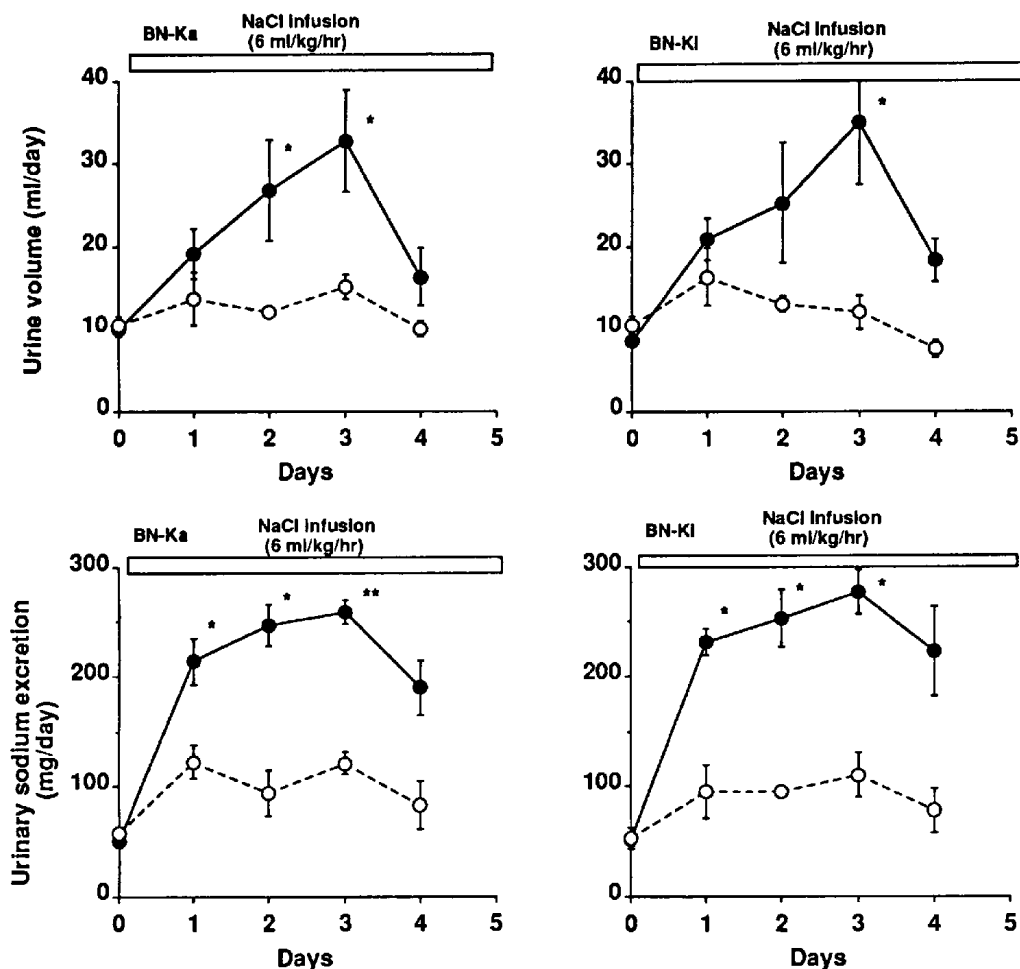 BN-Ka
NaCl infusion
(6 ml/kg/hr)
Urine volume (ml/day)
40
30
20
10
0
*
*
0 1 2 3 4 5
Days
BN-Ki
NaCl infusion
(6 ml/kg/hr)
40
30
20
10
0
*
0 1 2 3 4 5
Days
BN-Ka
NaCl infusion
(6 ml/kg/hr)
Urinary sodium excretion
(mg/day)
300
200
100
0
*
*
**
0 1 2 3 4 5
Days
BN-Ki
NaCl Infusion
(6 ml/kg/hr)
300
200
100
0
*
*
*
0 1 2 3 4 5
Days